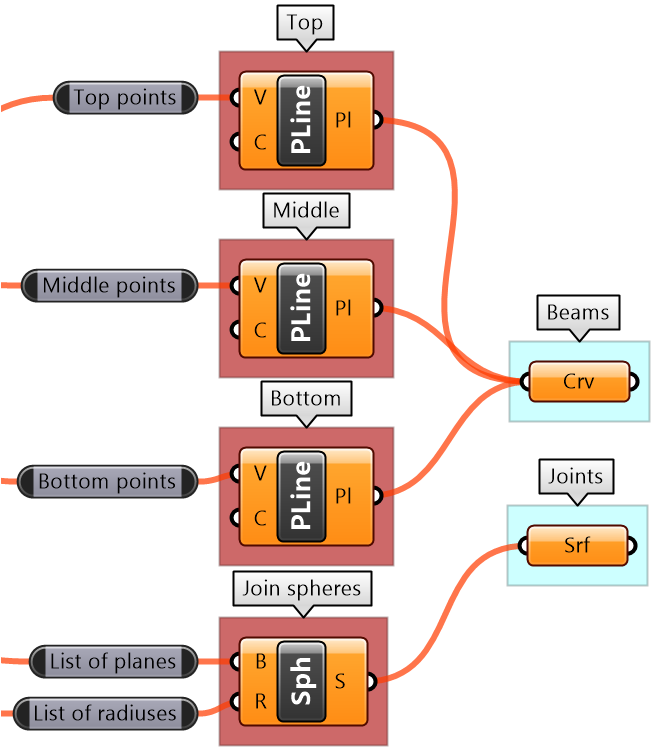 Top
Top points
V
C
PLine
Pl
Middle
Middle points
V
C
PLine
Pl
Beams
Crv
Bottom
Bottom points
V
C
PLine
Pl
Joints
Srf
Join spheres
List of planes
List of radiuses
B
R
Sph
S